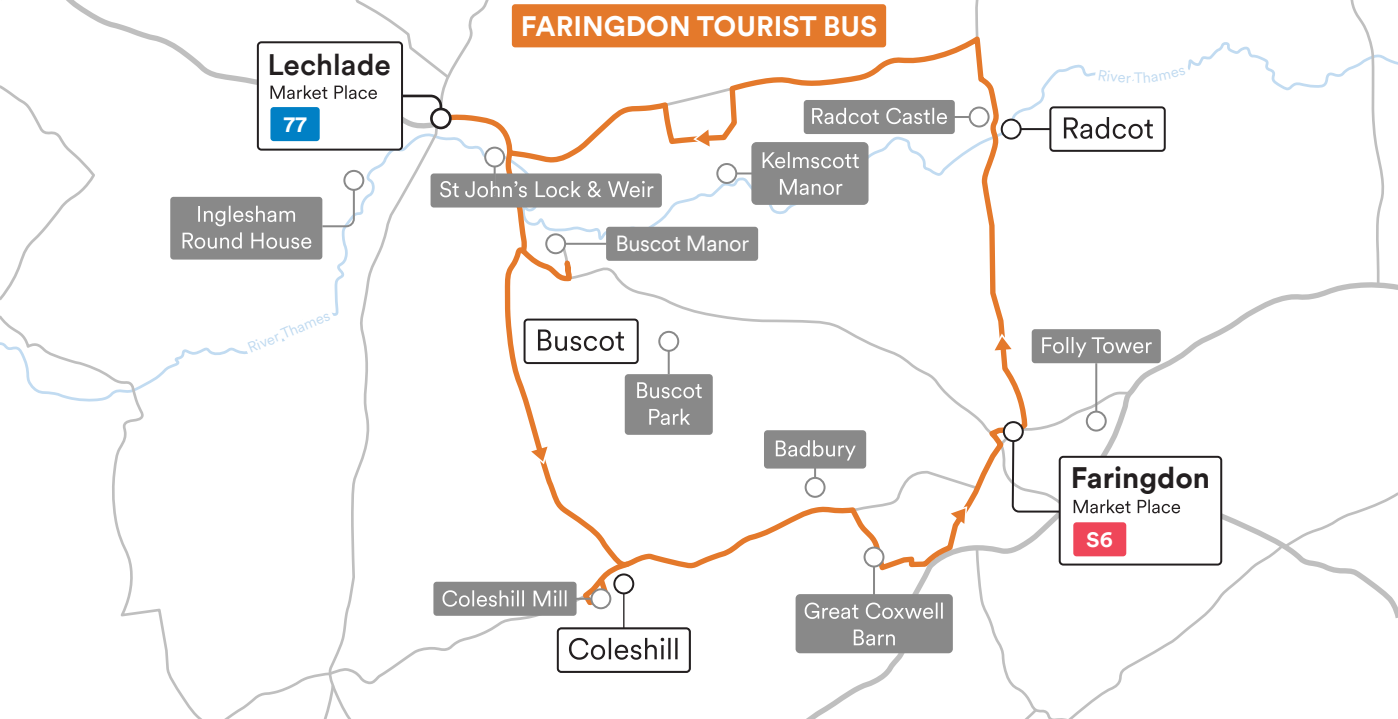 FARINGDON TOURIST BUS
Lechlade
Market Place
77
River Thames
Radcot Castle
Radcot
Kelmscott
Manor
St John's Lock & Weir
Inglesham
Round House
Buscot Manor
River Thames
Buscot
Folly Tower
Buscot
Park
Badbury
Faringdon
Market Place
S6
Coleshill Mill
Great Coxwell
Barn
Coleshill